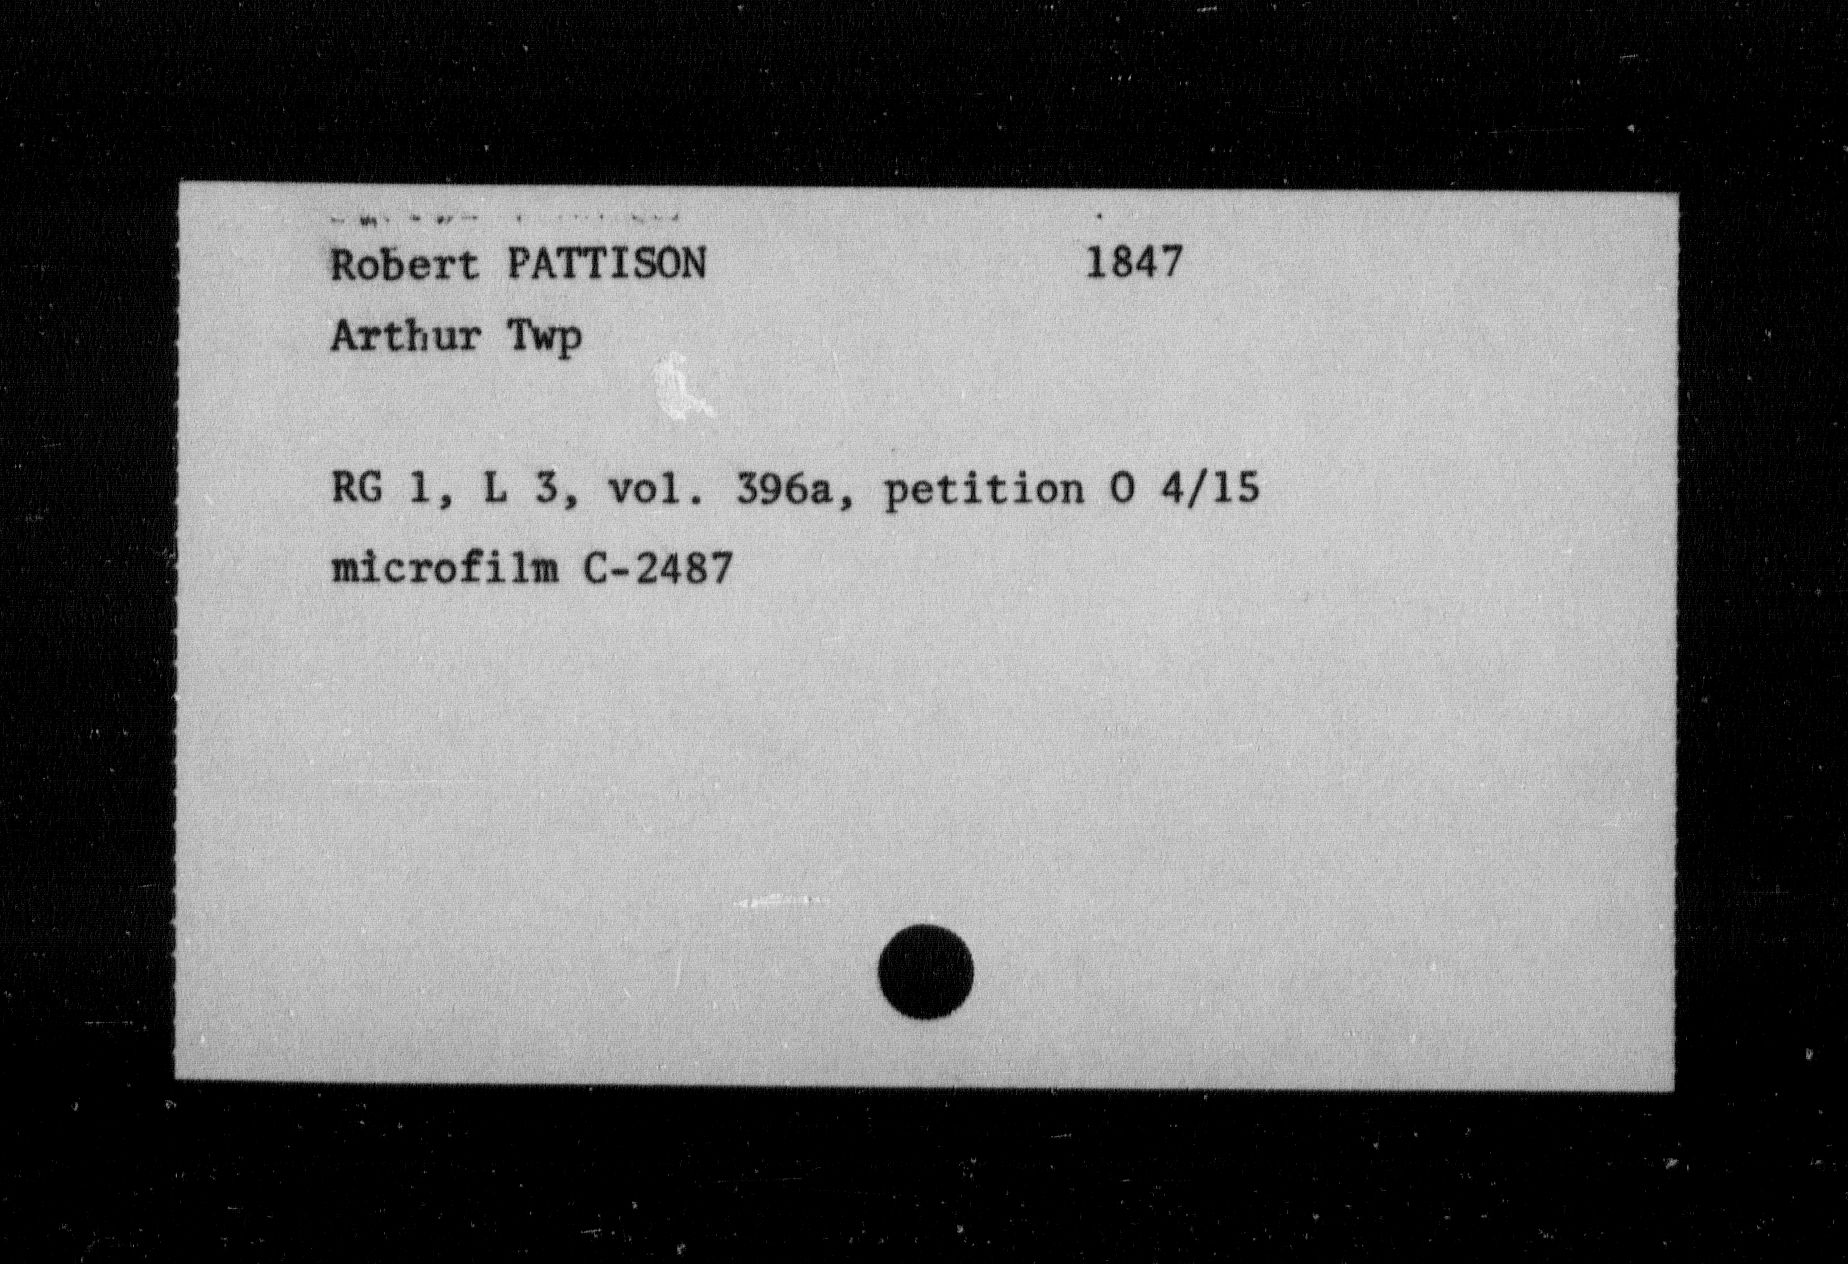 Robert PATTISON 1847
Arthur Twp
RG 1, L 3, vol. 396a, petition O 4/15
microfilm C-2487